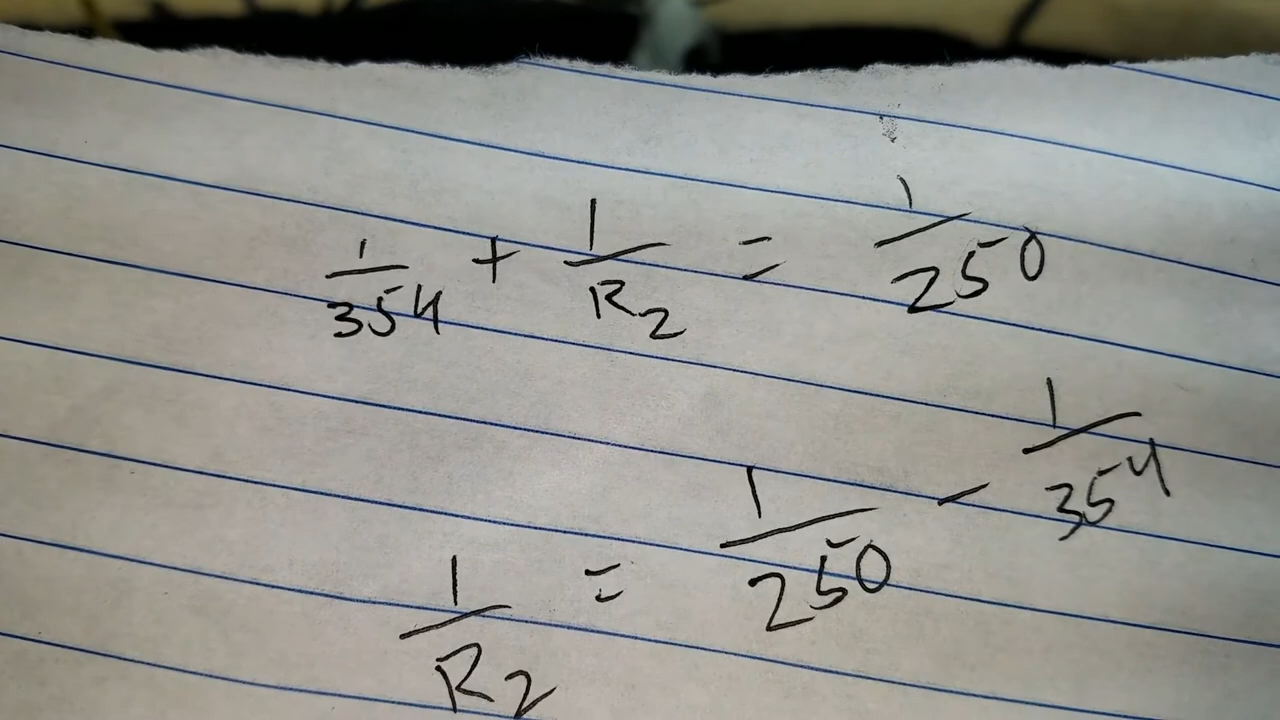 1/354 + 1/R₂ = 1/250
1/R₂ = 1/250 - 1/354